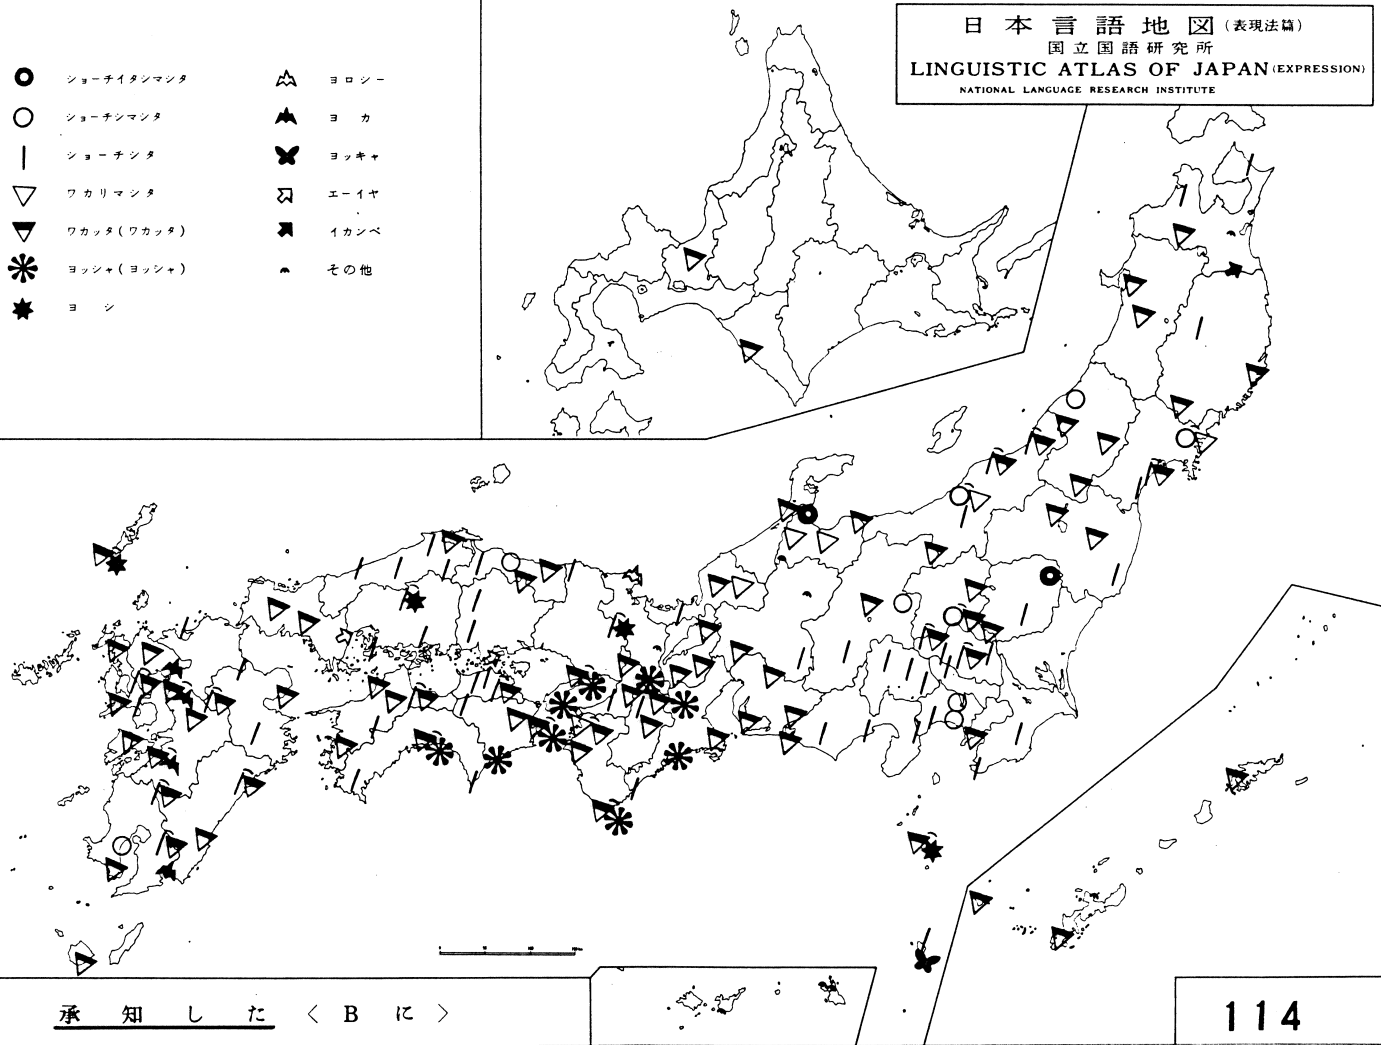 日本言語地図(表現法篇)
国立国語研究所
LINGUISTIC ATLAS OF JAPAN (EXPRESSION)
NATIONAL LANGUAGE RESEARCH INSTITUTE
ショーチイタシマシタ
ショーチシマシタ
ショーチシタ
ワカリマシタ
ワカッタ(ワカッタ)
ヨッシャ(ヨッシャ)
ヨシ
ヨロシー
ヨカ
ヨッキャ
エーイヤ
イカンベ
その他
承知した〈Bに〉
114